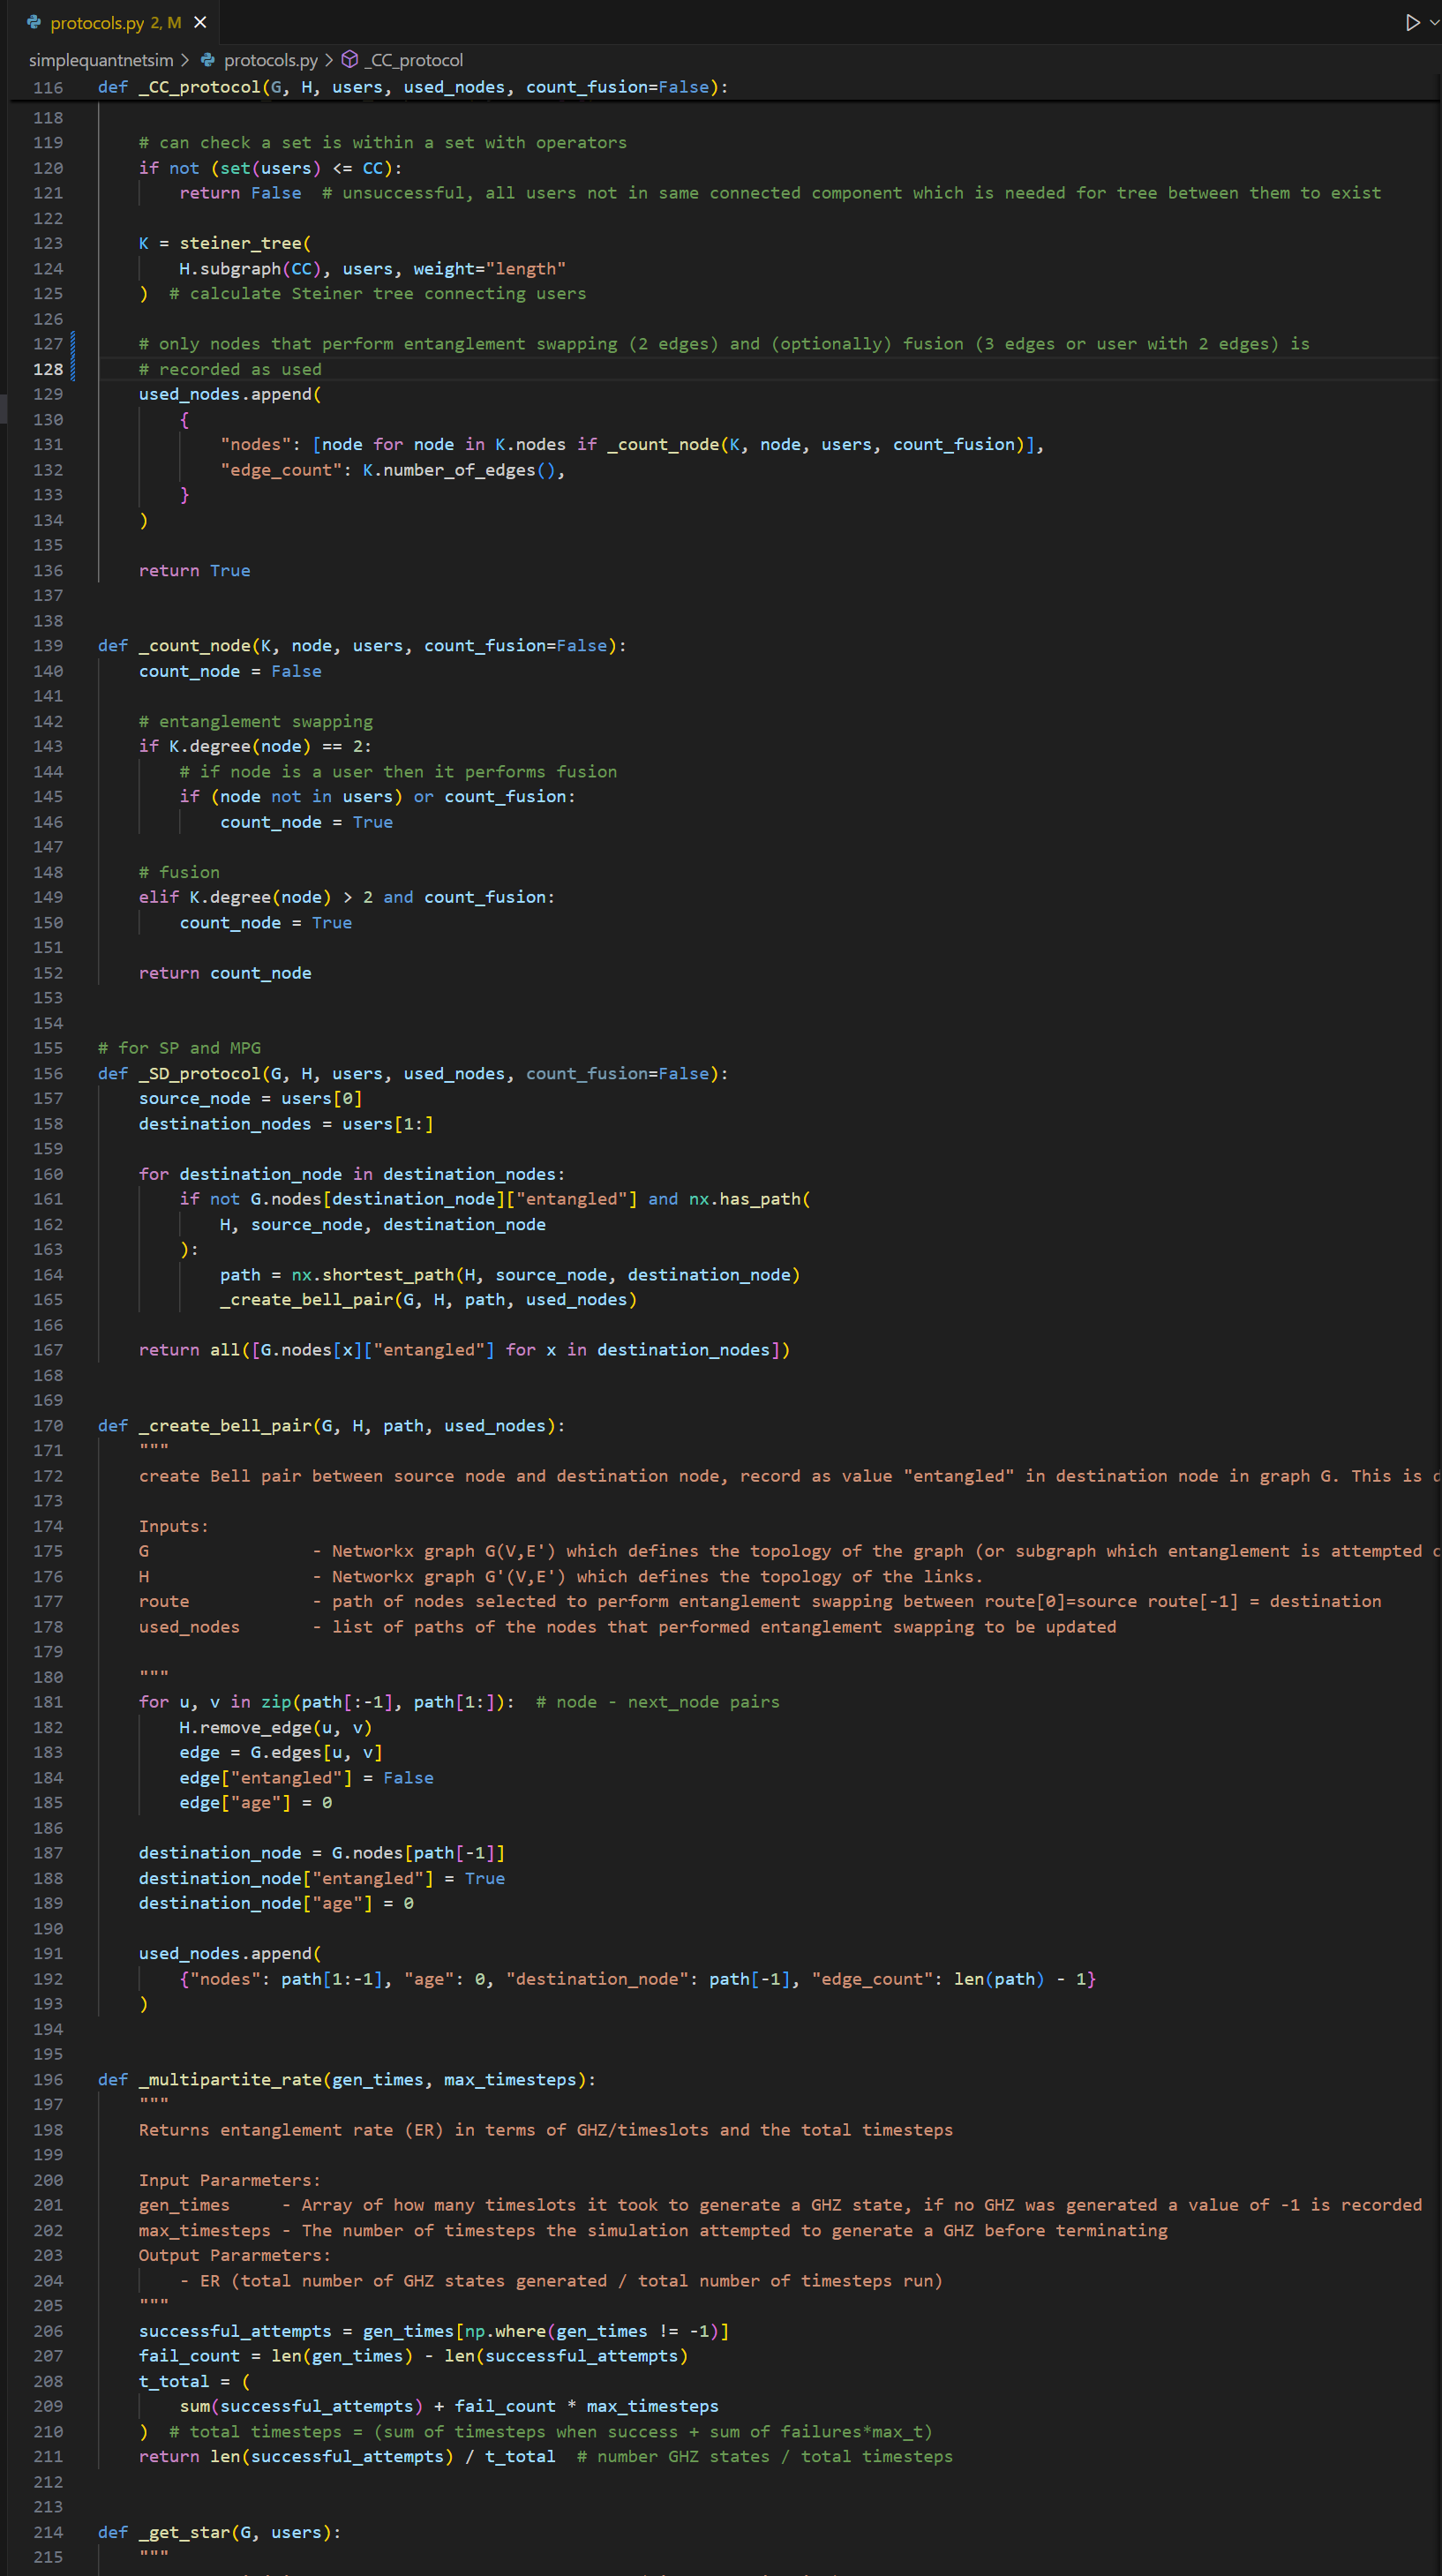 protocols.py 2, M
simplequantnetsim > protocols.py > _CC_protocol
116 def _CC_protocol(G, H, users, used_nodes, count_fusion=False):
118
119     # can check a set is within a set with operators
120     if not (set(users) <= CC):
121         return False  # unsuccessful, all users not in same connected component which is needed for tree between them to exist
122
123     K = steiner_tree(
124         H.subgraph(CC), users, weight="length"
125     )  # calculate Steiner tree connecting users
126
127     # only nodes that perform entanglement swapping (2 edges) and (optionally) fusion (3 edges or user with 2 edges) is
128     # recorded as used
129     used_nodes.append(
130         {
131             "nodes": [node for node in K.nodes if _count_node(K, node, users, count_fusion)],
132             "edge_count": K.number_of_edges(),
133         }
134     )
135
136     return True
137
138
139 def _count_node(K, node, users, count_fusion=False):
140     count_node = False
141
142     # entanglement swapping
143     if K.degree(node) == 2:
144         # if node is a user then it performs fusion
145         if (node not in users) or count_fusion:
146             count_node = True
147
148     # fusion
149     elif K.degree(node) > 2 and count_fusion:
150         count_node = True
151
152     return count_node
153
154
155 # for SP and MPG
156 def _SD_protocol(G, H, users, used_nodes, count_fusion=False):
157     source_node = users[0]
158     destination_nodes = users[1:]
159
160     for destination_node in destination_nodes:
161         if not G.nodes[destination_node]["entangled"] and nx.has_path(
162             H, source_node, destination_node
163         ):
164             path = nx.shortest_path(H, source_node, destination_node)
165             _create_bell_pair(G, H, path, used_nodes)
166
167     return all([G.nodes[x]["entangled"] for x in destination_nodes])
168
169
170 def _create_bell_pair(G, H, path, used_nodes):
171     """
172     create Bell pair between source node and destination node, record as value "entangled" in destination node in graph G. This is
173
174     Inputs:
175     G                - Networkx graph G(V,E') which defines the topology of the graph (or subgraph which entanglement is attempted
176     H                - Networkx graph G'(V,E') which defines the topology of the links.
177     route            - path of nodes selected to perform entanglement swapping between route[0]=source route[-1] = destination
178     used_nodes       - list of paths of the nodes that performed entanglement swapping to be updated
179
180     """
181     for u, v in zip(path[:-1], path[1:]):  # node - next_node pairs
182         H.remove_edge(u, v)
183         edge = G.edges[u, v]
184         edge["entangled"] = False
185         edge["age"] = 0
186
187     destination_node = G.nodes[path[-1]]
188     destination_node["entangled"] = True
189     destination_node["age"] = 0
190
191     used_nodes.append(
192         {"nodes": path[1:-1], "age": 0, "destination_node": path[-1], "edge_count": len(path) - 1}
193     )
194
195
196 def _multipartite_rate(gen_times, max_timesteps):
197     """
198     Returns entanglement rate (ER) in terms of GHZ/timeslots and the total timesteps
199
200     Input Pararmeters:
201     gen_times     - Array of how many timeslots it took to generate a GHZ state, if no GHZ was generated a value of -1 is recorded
202     max_timesteps - The number of timesteps the simulation attempted to generate a GHZ before terminating
203     Output Pararmeters:
204         - ER (total number of GHZ states generated / total number of timesteps run)
205     """
206     successful_attempts = gen_times[np.where(gen_times != -1)]
207     fail_count = len(gen_times) - len(successful_attempts)
208     t_total = (
209         sum(successful_attempts) + fail_count * max_timesteps
210     )  # total timesteps = (sum of timesteps when success + sum of failures*max_t)
211     return len(successful_attempts) / t_total  # number GHZ states / total timesteps
212
213
214 def _get_star(G, users):
215     """